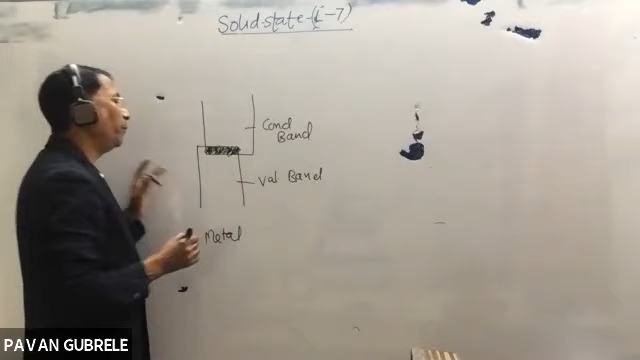 Solid-state-(L-7)
Cond
Band
Val. Band
Metal
PAVAN GUBRELE